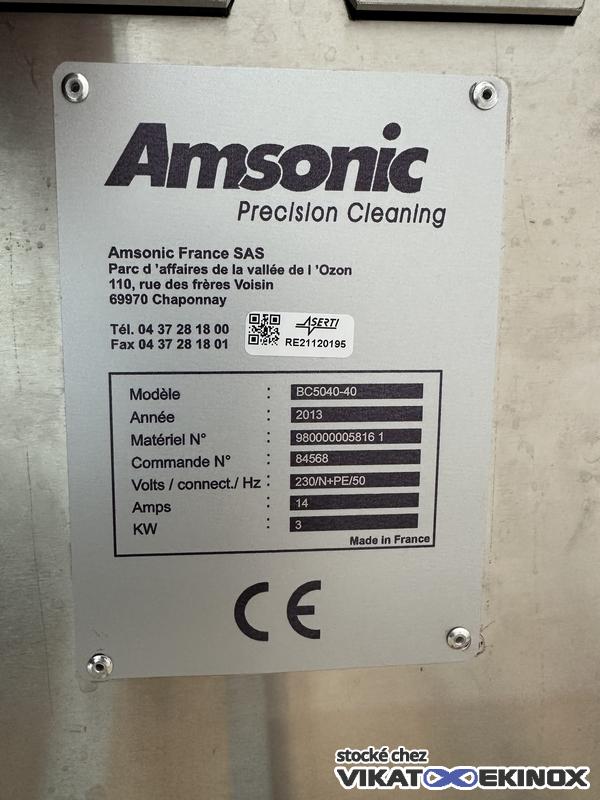 Amsonic
Precision Cleaning
Amsonic France SAS
Parc d 'affaires de la vallée de l 'Ozon
110, rue des frères Voisin
69970 Chaponnay
Tél. 04 37 28 18 00
Fax 04 37 28 18 01
ASERTI
RE21120195
Modèle : BC5040-40
Année : 2013
Matériel N° : 980000005816 1
Commande N° : 84568
Volts / connect./ Hz : 230/N+PE/50
Amps : 14
KW : 3
Made in France
CE
stocké chez
VIKATOO EKINOX